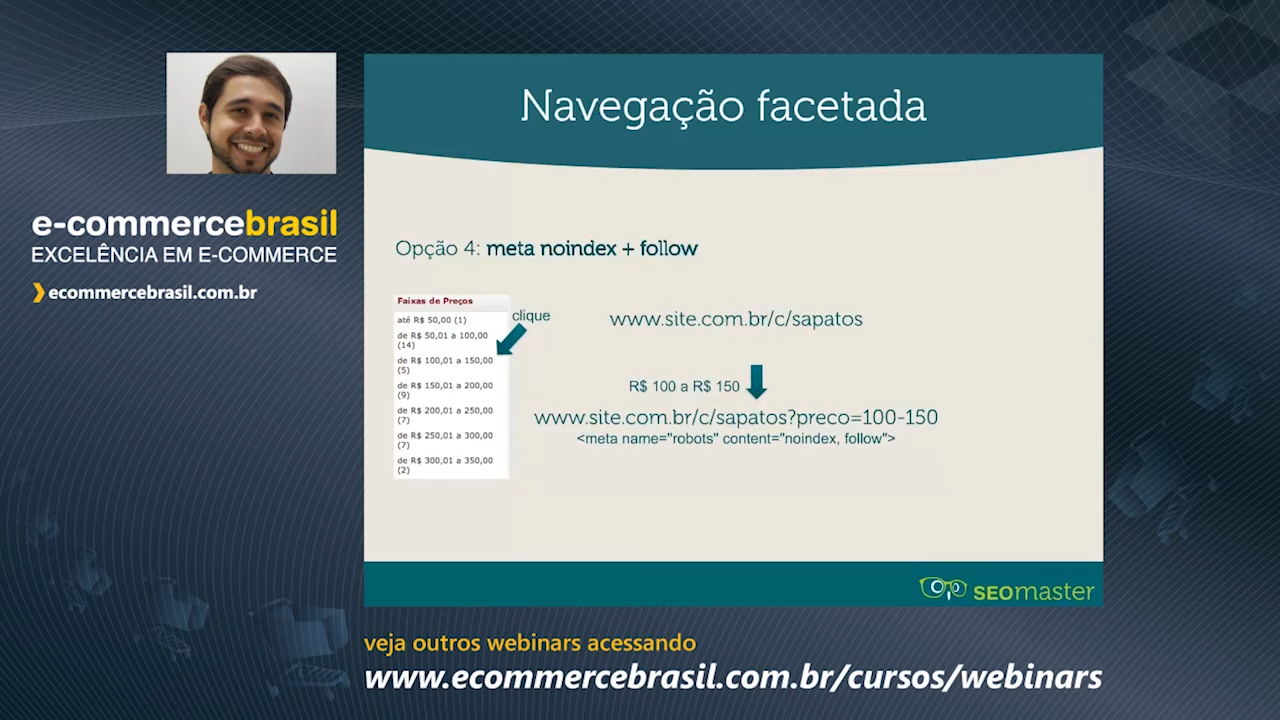 e-commercebrasil
EXCELÊNCIA EM E-COMMERCE
ecommercebrasil.com.br
Navegação facetada
Opção 4: meta noindex + follow
Faixas de Preços
até R$ 50,00 (1)
de R$ 50,01 a 100,00
(14)
de R$ 100,01 a 150,00
(5)
de R$ 150,01 a 200,00
(9)
de R$ 200,01 a 250,00
(7)
de R$ 250,01 a 300,00
(7)
de R$ 300,01 a 350,00
(2)
clique
www.site.com.br/c/sapatos
R$ 100 a R$ 150
www.site.com.br/c/sapatos?preco=100-150
<meta name="robots" content="noindex, follow">
SEOmaster
veja outros webinars acessando
www.ecommercebrasil.com.br/cursos/webinars